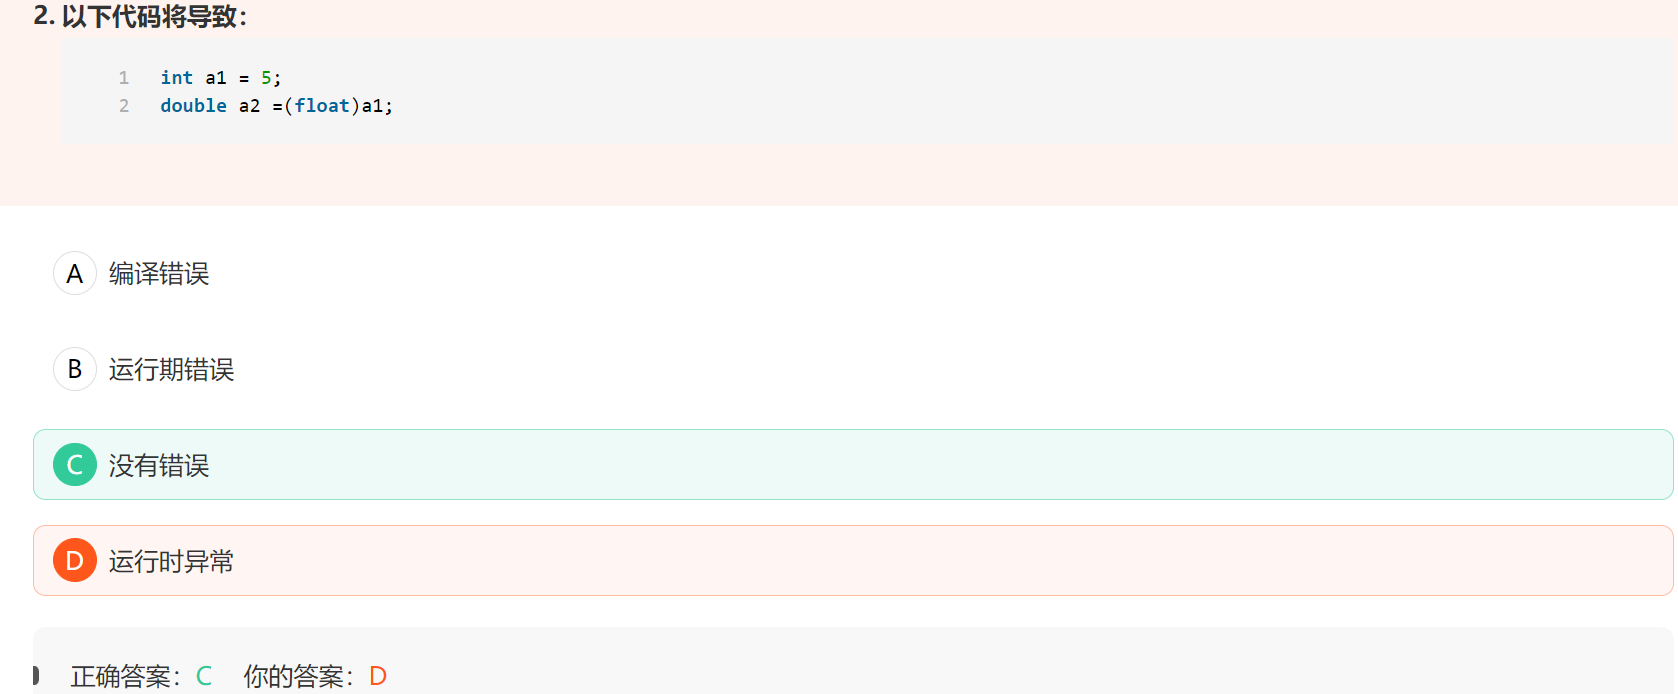 2. 以下代码将导致：
1 int a1 = 5;
2 double a2 =(float)a1;
A 编译错误
B 运行期错误
C 没有错误
D 运行时异常
正确答案：C 你的答案：D